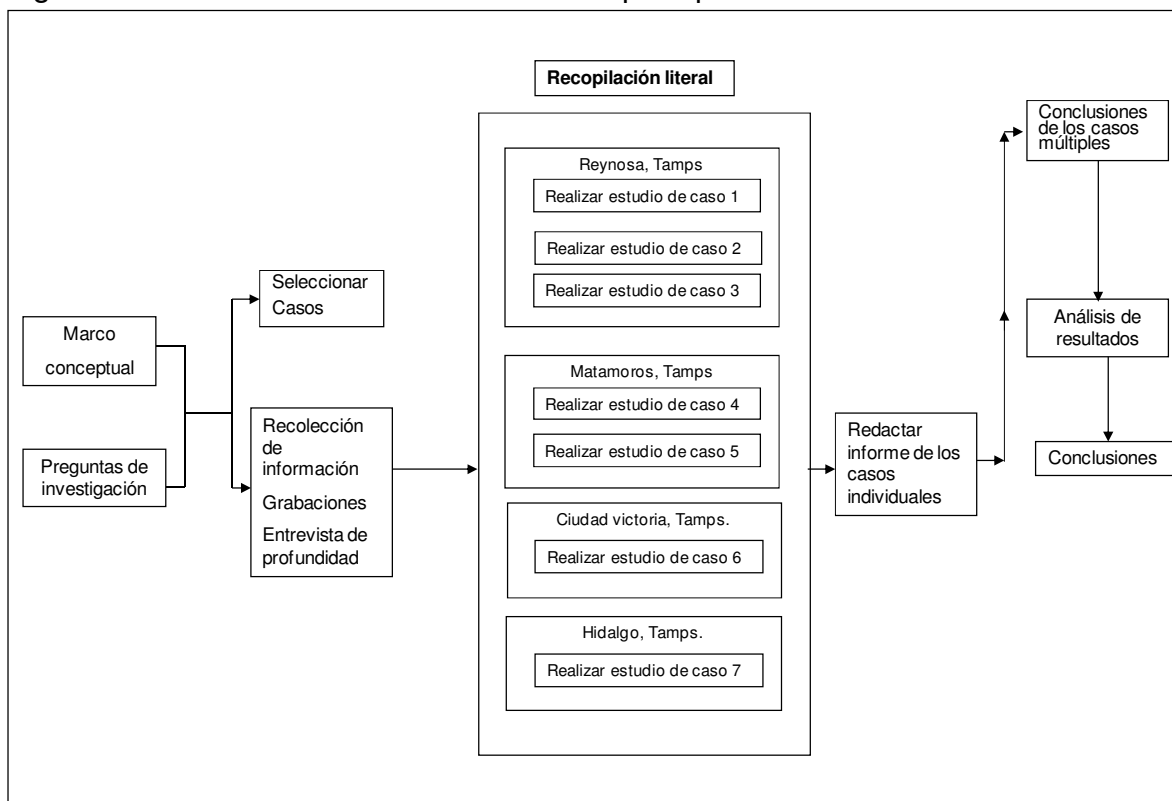 Recopilación literal
Marco
conceptual
Preguntas de
investigación
Seleccionar
Casos
Recolección
de
información
Grabaciones
Entrevista de
profundidad
Reynosa, Tamps
Realizar estudio de caso 1
Realizar estudio de caso 2
Realizar estudio de caso 3
Matamoros, Tamps
Realizar estudio de caso 4
Realizar estudio de caso 5
Ciudad victoria, Tamps.
Realizar estudio de caso 6
Hidalgo, Tamps.
Realizar estudio de caso 7
Redactar
informe de los
casos
individuales
Conclusiones
de los casos
múltiples
Análisis de
resultados
Conclusiones